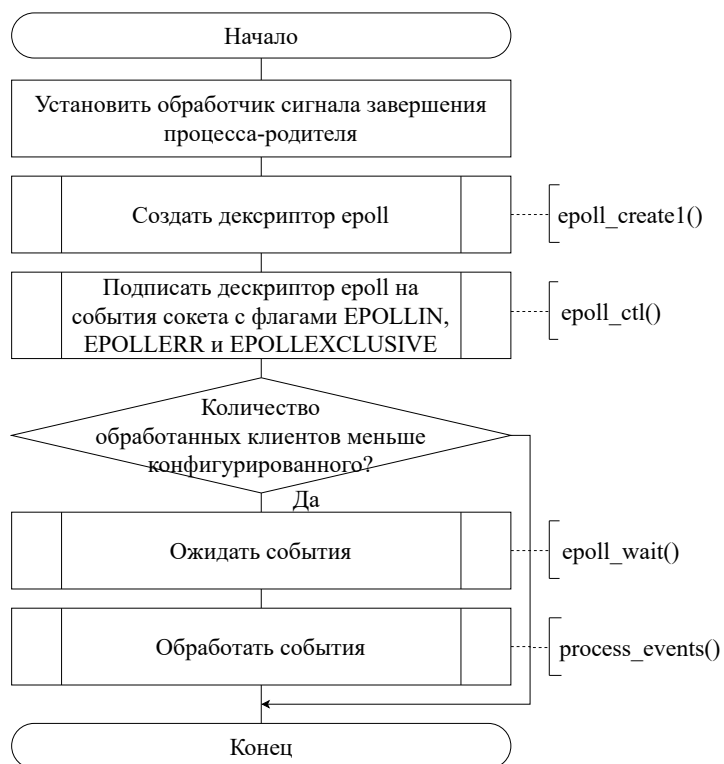 Начало
Установить обработчик сигнала завершения
процесса-родителя
Создать дексриптор epoll
epoll_create1()
Подписать дескриптор epoll на
события сокета с флагами EPOLLIN,
EPOLLERR и EPOLLEXCLUSIVE
epoll_ctl()
Количество
обработанных клиентов меньше
конфигурированного?
Да
Ожидать события
epoll_wait()
Обработать события
process_events()
Конец